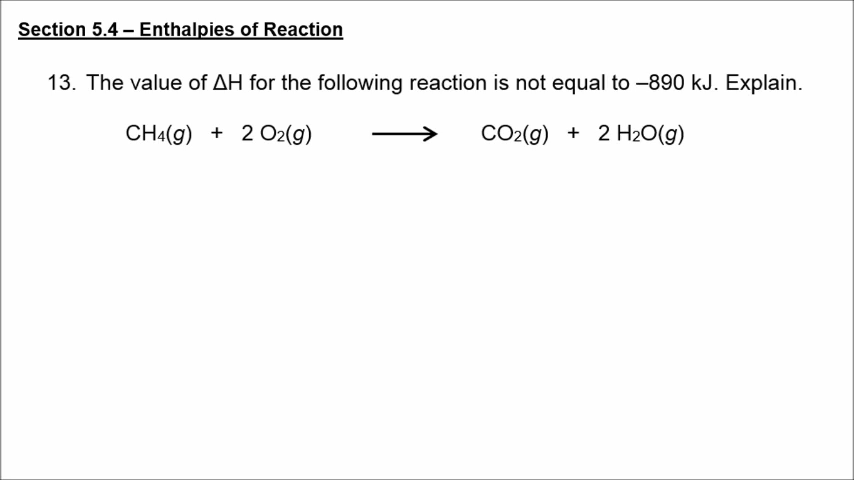 Section 5.4 – Enthalpies of Reaction
13. The value of ΔH for the following reaction is not equal to –890 kJ. Explain.
CH4(g) + 2 O2(g) ⟶ CO2(g) + 2 H2O(g)